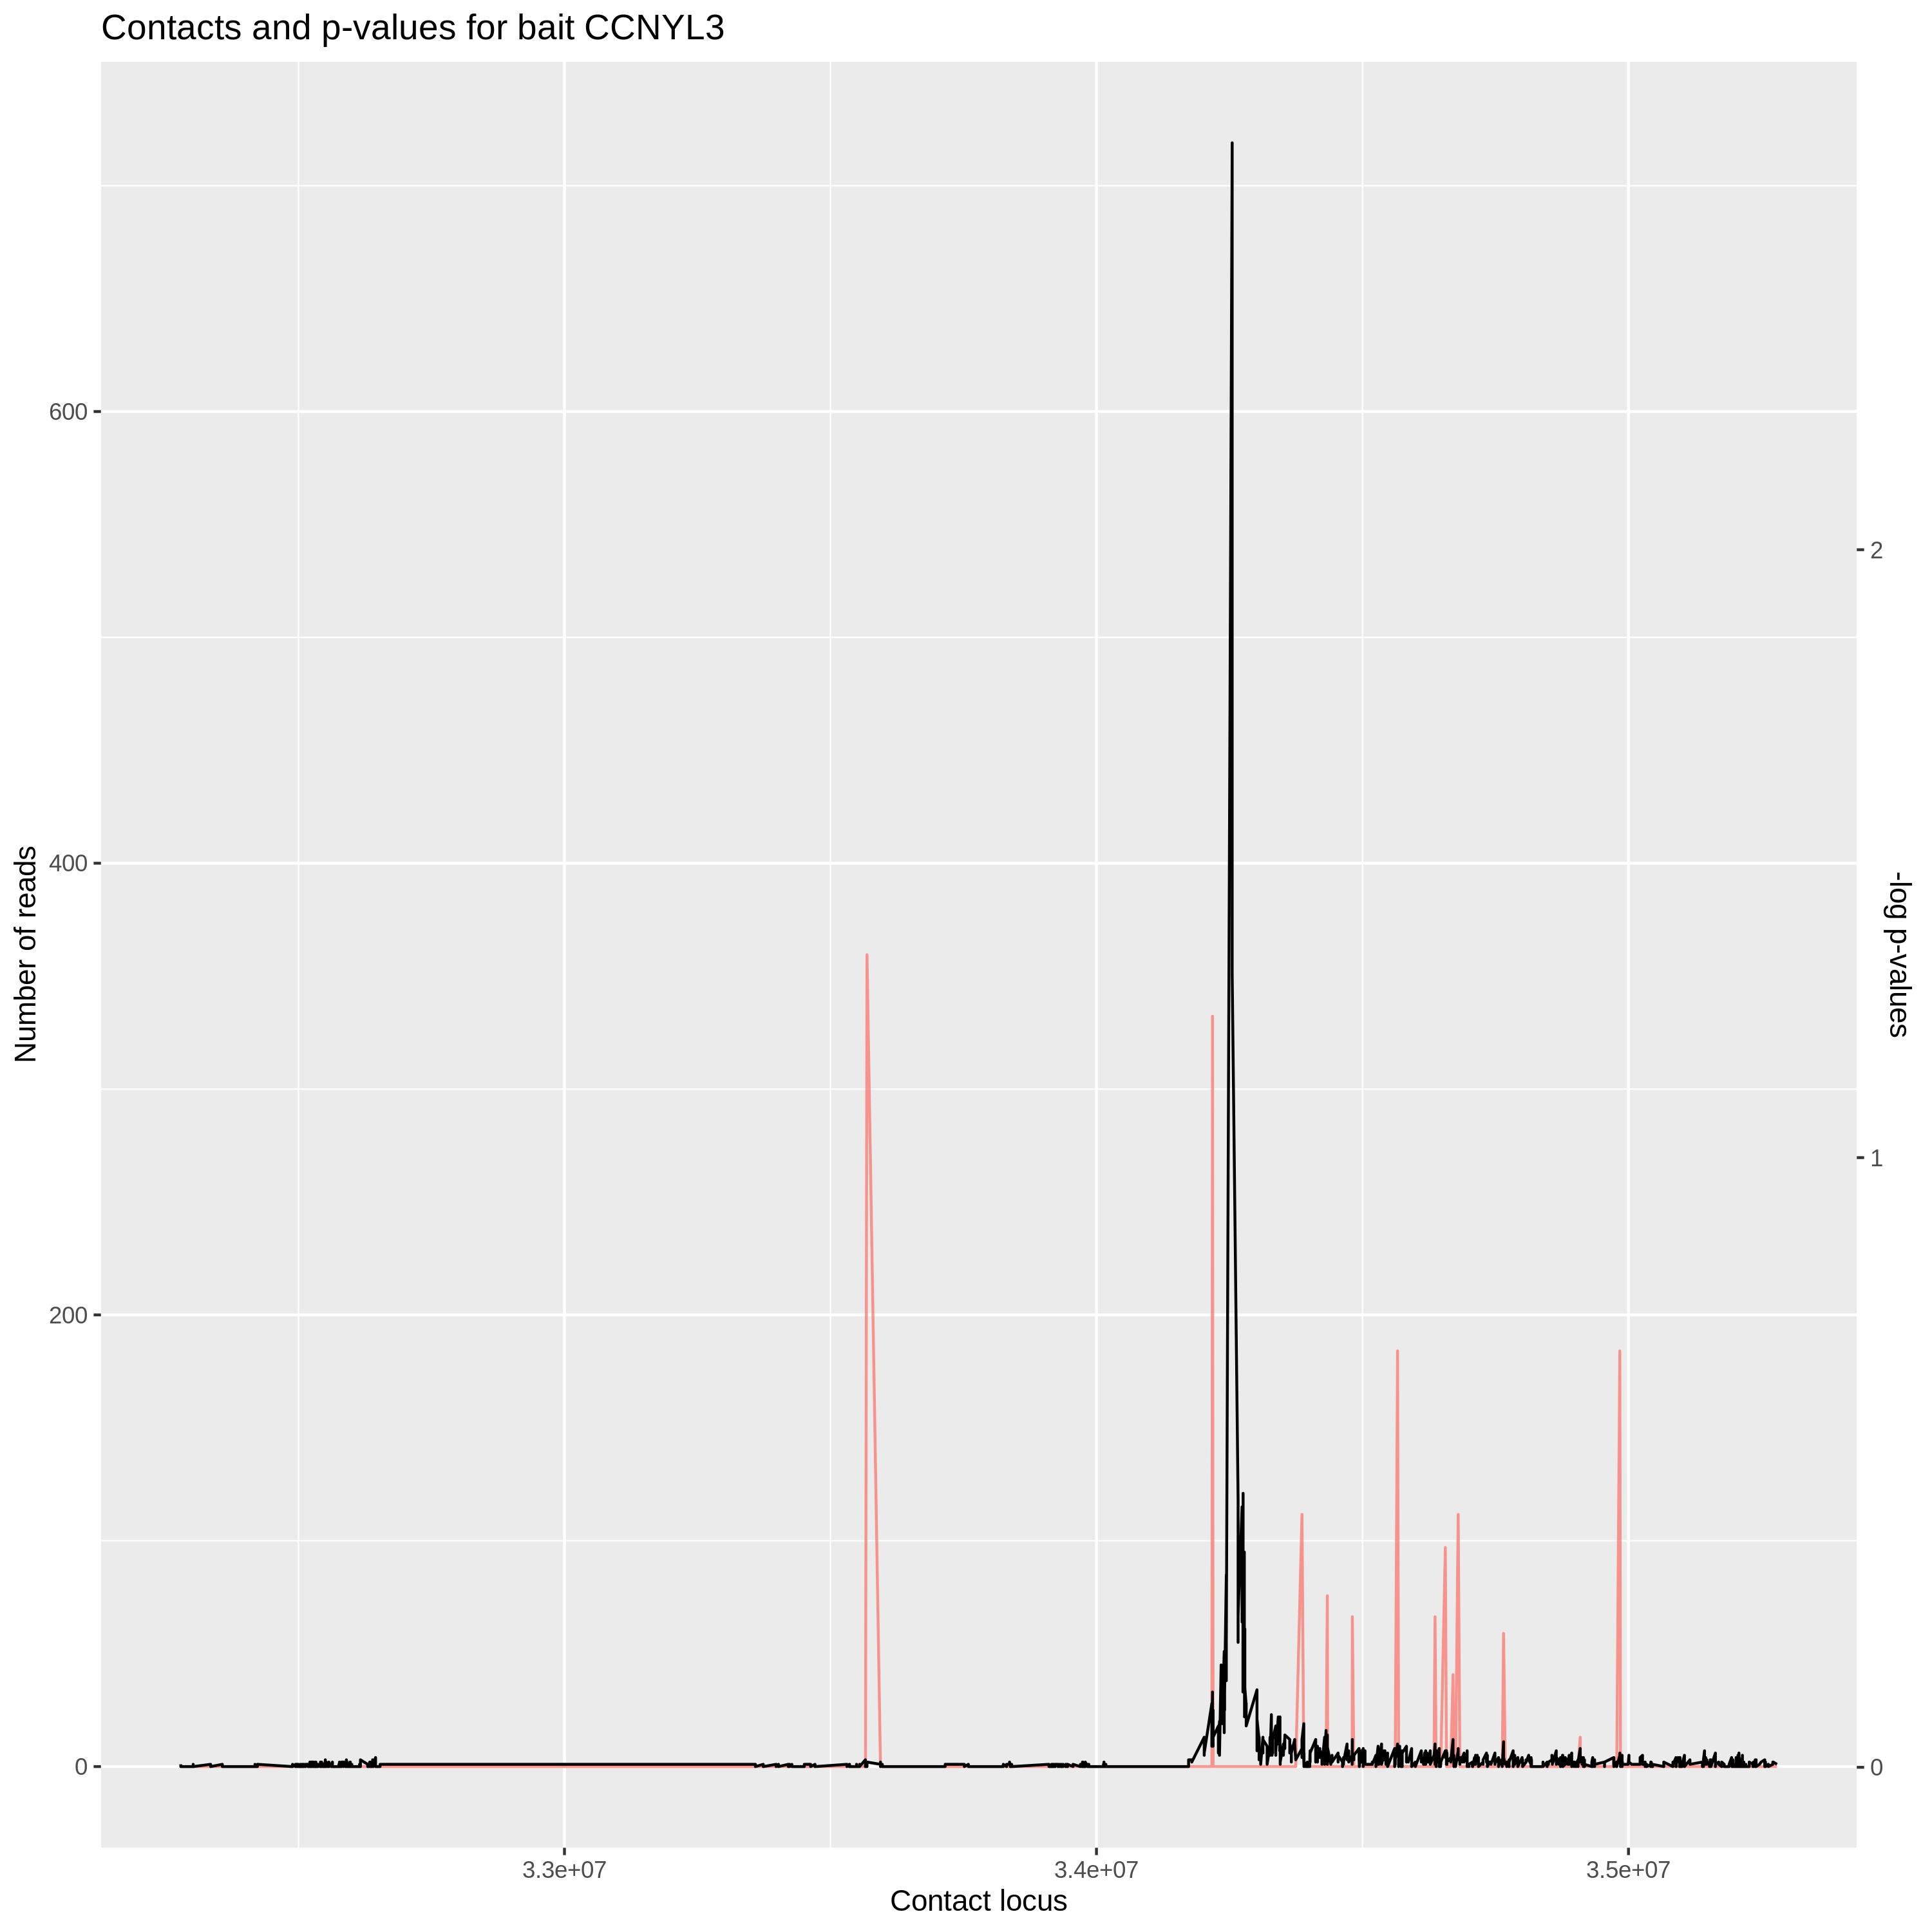 Contacts and p-values for bait CCNYL3
600
400
200
0
2
1
0
Number of reads
-log p-values
3.3e+07
3.4e+07
3.5e+07
Contact locus